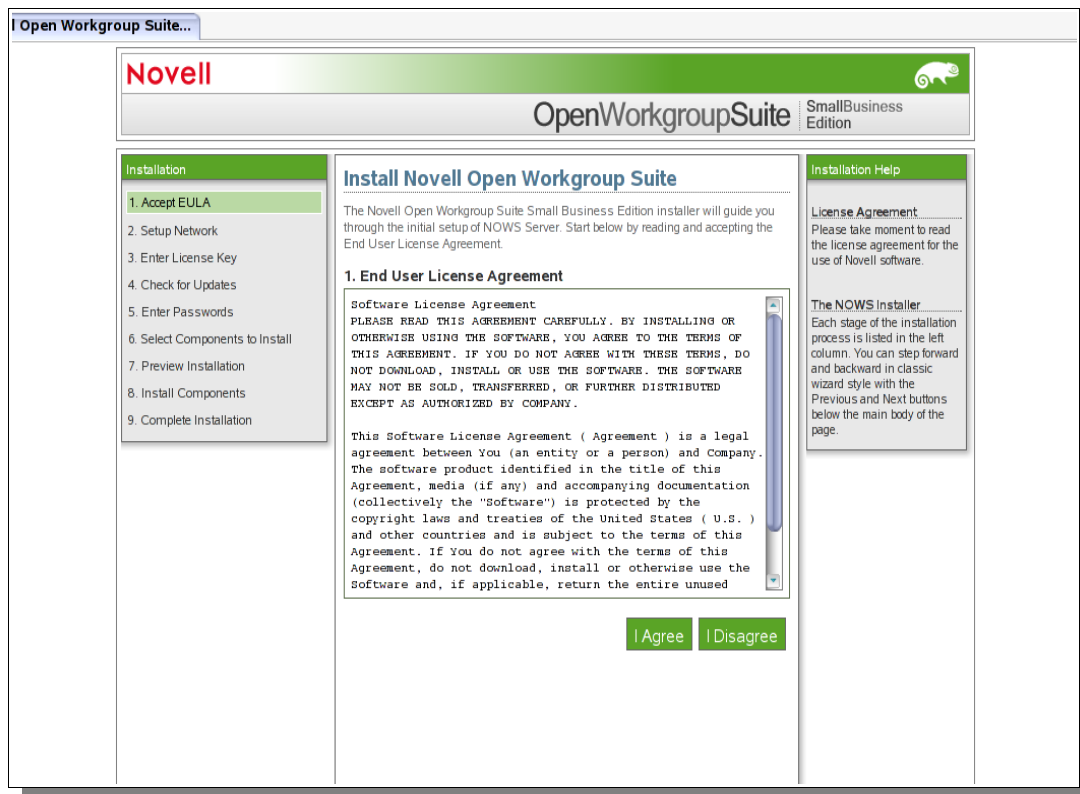 l Open Workgroup Suite...
Novell
OpenWorkgroupSuite
SmallBusiness
Edition
Installation
1. Accept EULA
2. Setup Network
3. Enter License Key
4. Check for Updates
5. Enter Passwords
6. Select Components to Install
7. Preview Installation
8. Install Components
9. Complete Installation
Install Novell Open Workgroup Suite
The Novell Open Workgroup Suite Small Business Edition installer will guide you
through the initial setup of NOWS Server. Start below by reading and accepting the
End User License Agreement.
1. End User License Agreement
Software License Agreement
PLEASE READ THIS AGREEMENT CAREFULLY. BY INSTALLING OR
OTHERWISE USING THE SOFTWARE, YOU AGREE TO THE TERMS OF
THIS AGREEMENT. IF YOU DO NOT AGREE WITH THESE TERMS, DO
NOT DOWNLOAD, INSTALL OR USE THE SOFTWARE. THE SOFTWARE
MAY NOT BE SOLD, TRANSFERRED, OR FURTHER DISTRIBUTED
EXCEPT AS AUTHORIZED BY COMPANY.
This Software License Agreement ( Agreement ) is a legal
agreement between You (an entity or a person) and Company.
The software product identified in the title of this
Agreement, media (if any) and accompanying documentation
(collectively the "Software") is protected by the
copyright laws and treaties of the United States ( U.S. )
and other countries and is subject to the terms of this
Agreement. If You do not agree with the terms of this
Agreement, do not download, install or otherwise use the
Software and, if applicable, return the entire unused
I Agree
I Disagree
Installation Help
License Agreement
Please take moment to read
the license agreement for the
use of Novell software.
The NOWS Installer
Each stage of the installation
process is listed in the left
column. You can step forward
and backward in classic
wizard style with the
Previous and Next buttons
below the main body of the
page.